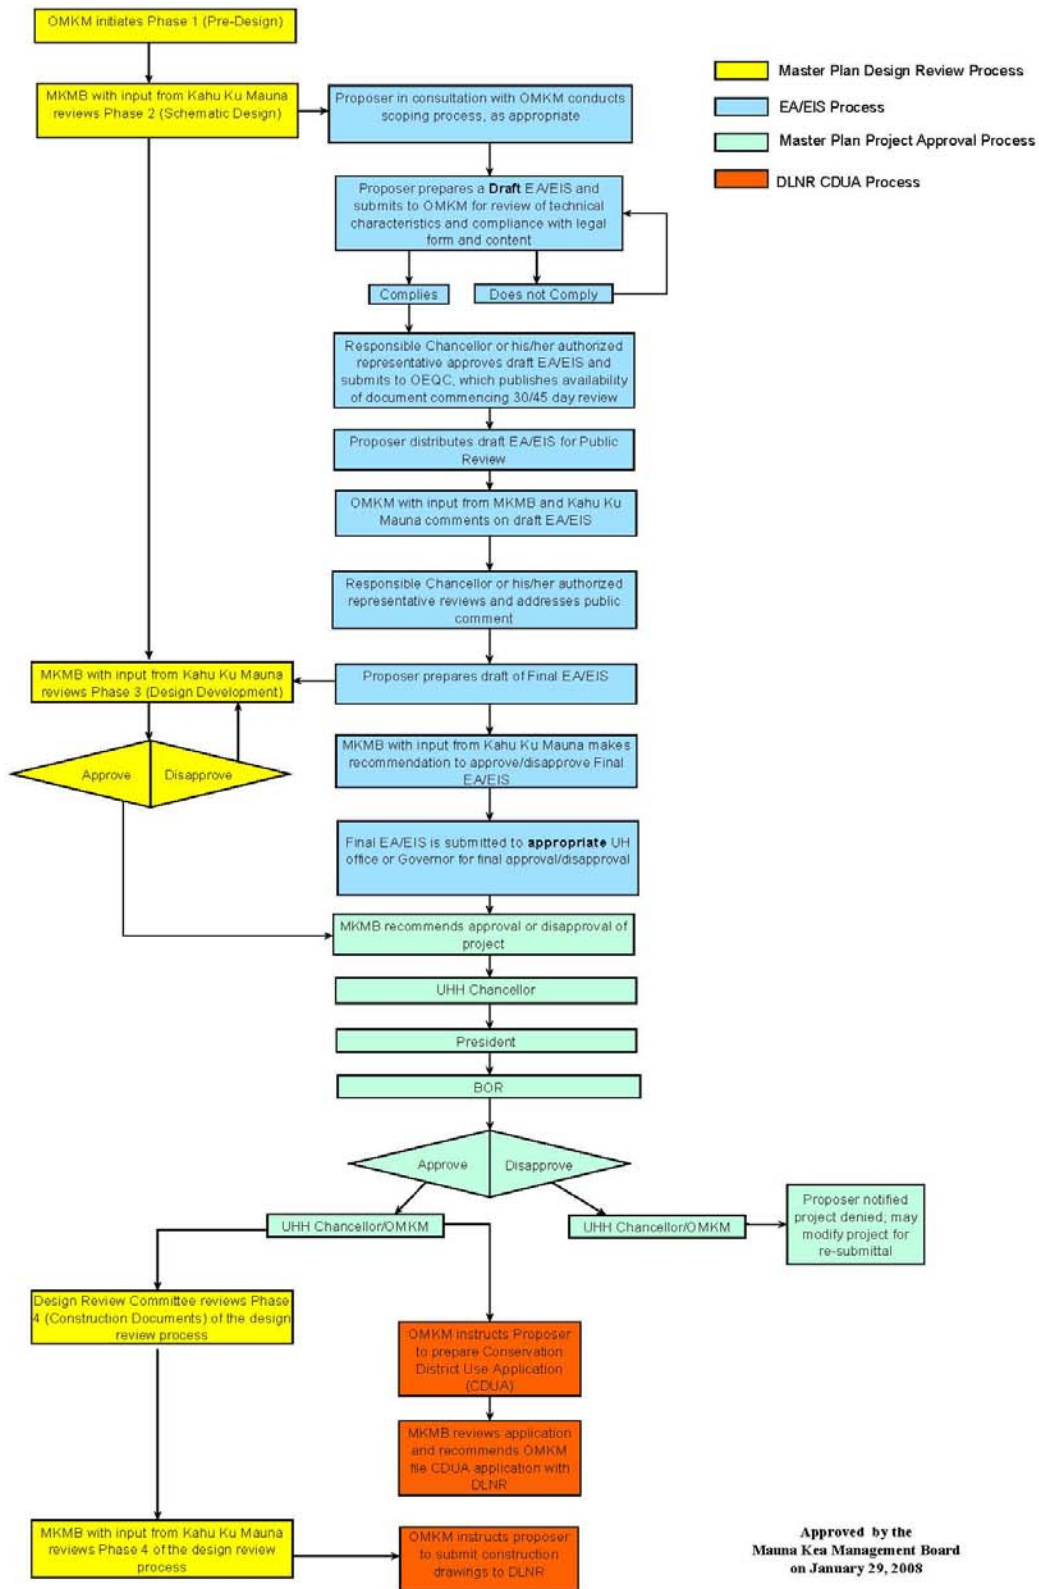 OMKM initiates Phase 1 (Pre-Design)
MKMB with input from Kahu Ku Mauna
reviews Phase 2 (Schematic Design)
Proposer in consultation with OMKM conducts
scoping process, as appropriate
Master Plan Design Review Process
EA/EIS Process
Master Plan Project Approval Process
DLNR CDUA Process
Proposer prepares a Draft EA/EIS and
submits to OMKM for review of technical
characteristics and compliance with legal
form and content
Complies
Does not Comply
Responsible Chancellor or his/her authorized
representative approves draft EA/EIS and
submits to OEQC, which publishes availability
of document commencing 30/45 day review
Proposer distributes draft EA/EIS for Public
Review
OMKM with input from MKMB and Kahu Ku
Mauna comments on draft EA/EIS
Responsible Chancellor or his/her authorized
representative reviews and addresses public
comment
MKMB with input from Kahu Ku Mauna
reviews Phase 3 (Design Development)
Proposer prepares draft of Final EA/EIS
Approve
Disapprove
MKMB with input from Kahu Ku Mauna makes
recommendation to approve/disapprove Final
EA/EIS
Final EA/EIS is submitted to appropriate UH
office or Governor for final approval/disapproval
MKMB recommends approval or disapproval of
project
UHH Chancellor
President
BOR
Approve
Disapprove
UHH Chancellor/OMKM
UHH Chancellor/OMKM
Proposer notified
project denied; may
modify project for
re-submittal
Design Review Committee reviews Phase
4 (Construction Documents) of the design
review process
OMKM instructs Proposer
to prepare Conservation
District Use Application
(CDUA)
MKMB reviews application
and recommends OMKM
file CDUA application with
DLNR
MKMB with input from Kahu Ku Mauna
reviews Phase 4 of the design review
process
OMKM instructs proposer
to submit construction
drawings to DLNR
Approved by the
Mauna Kea Management Board
on January 29, 2008